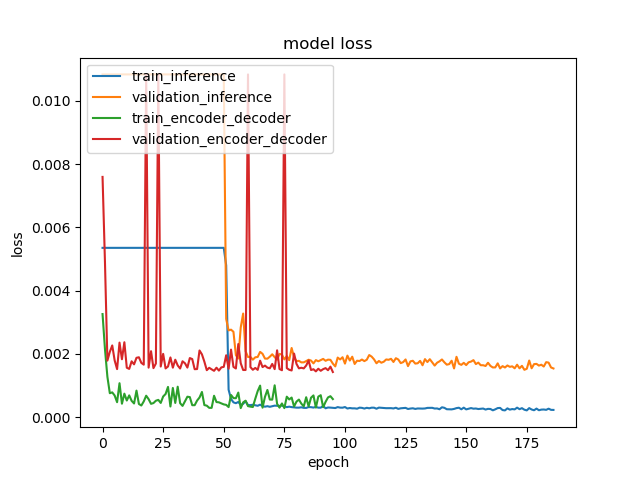 model loss
train_inference
validation_inference
train_encoder_decoder
validation_encoder_decoder
loss
0.010
0.008
0.006
0.004
0.002
0.000
0 25 50 75 100 125 150 175
epoch